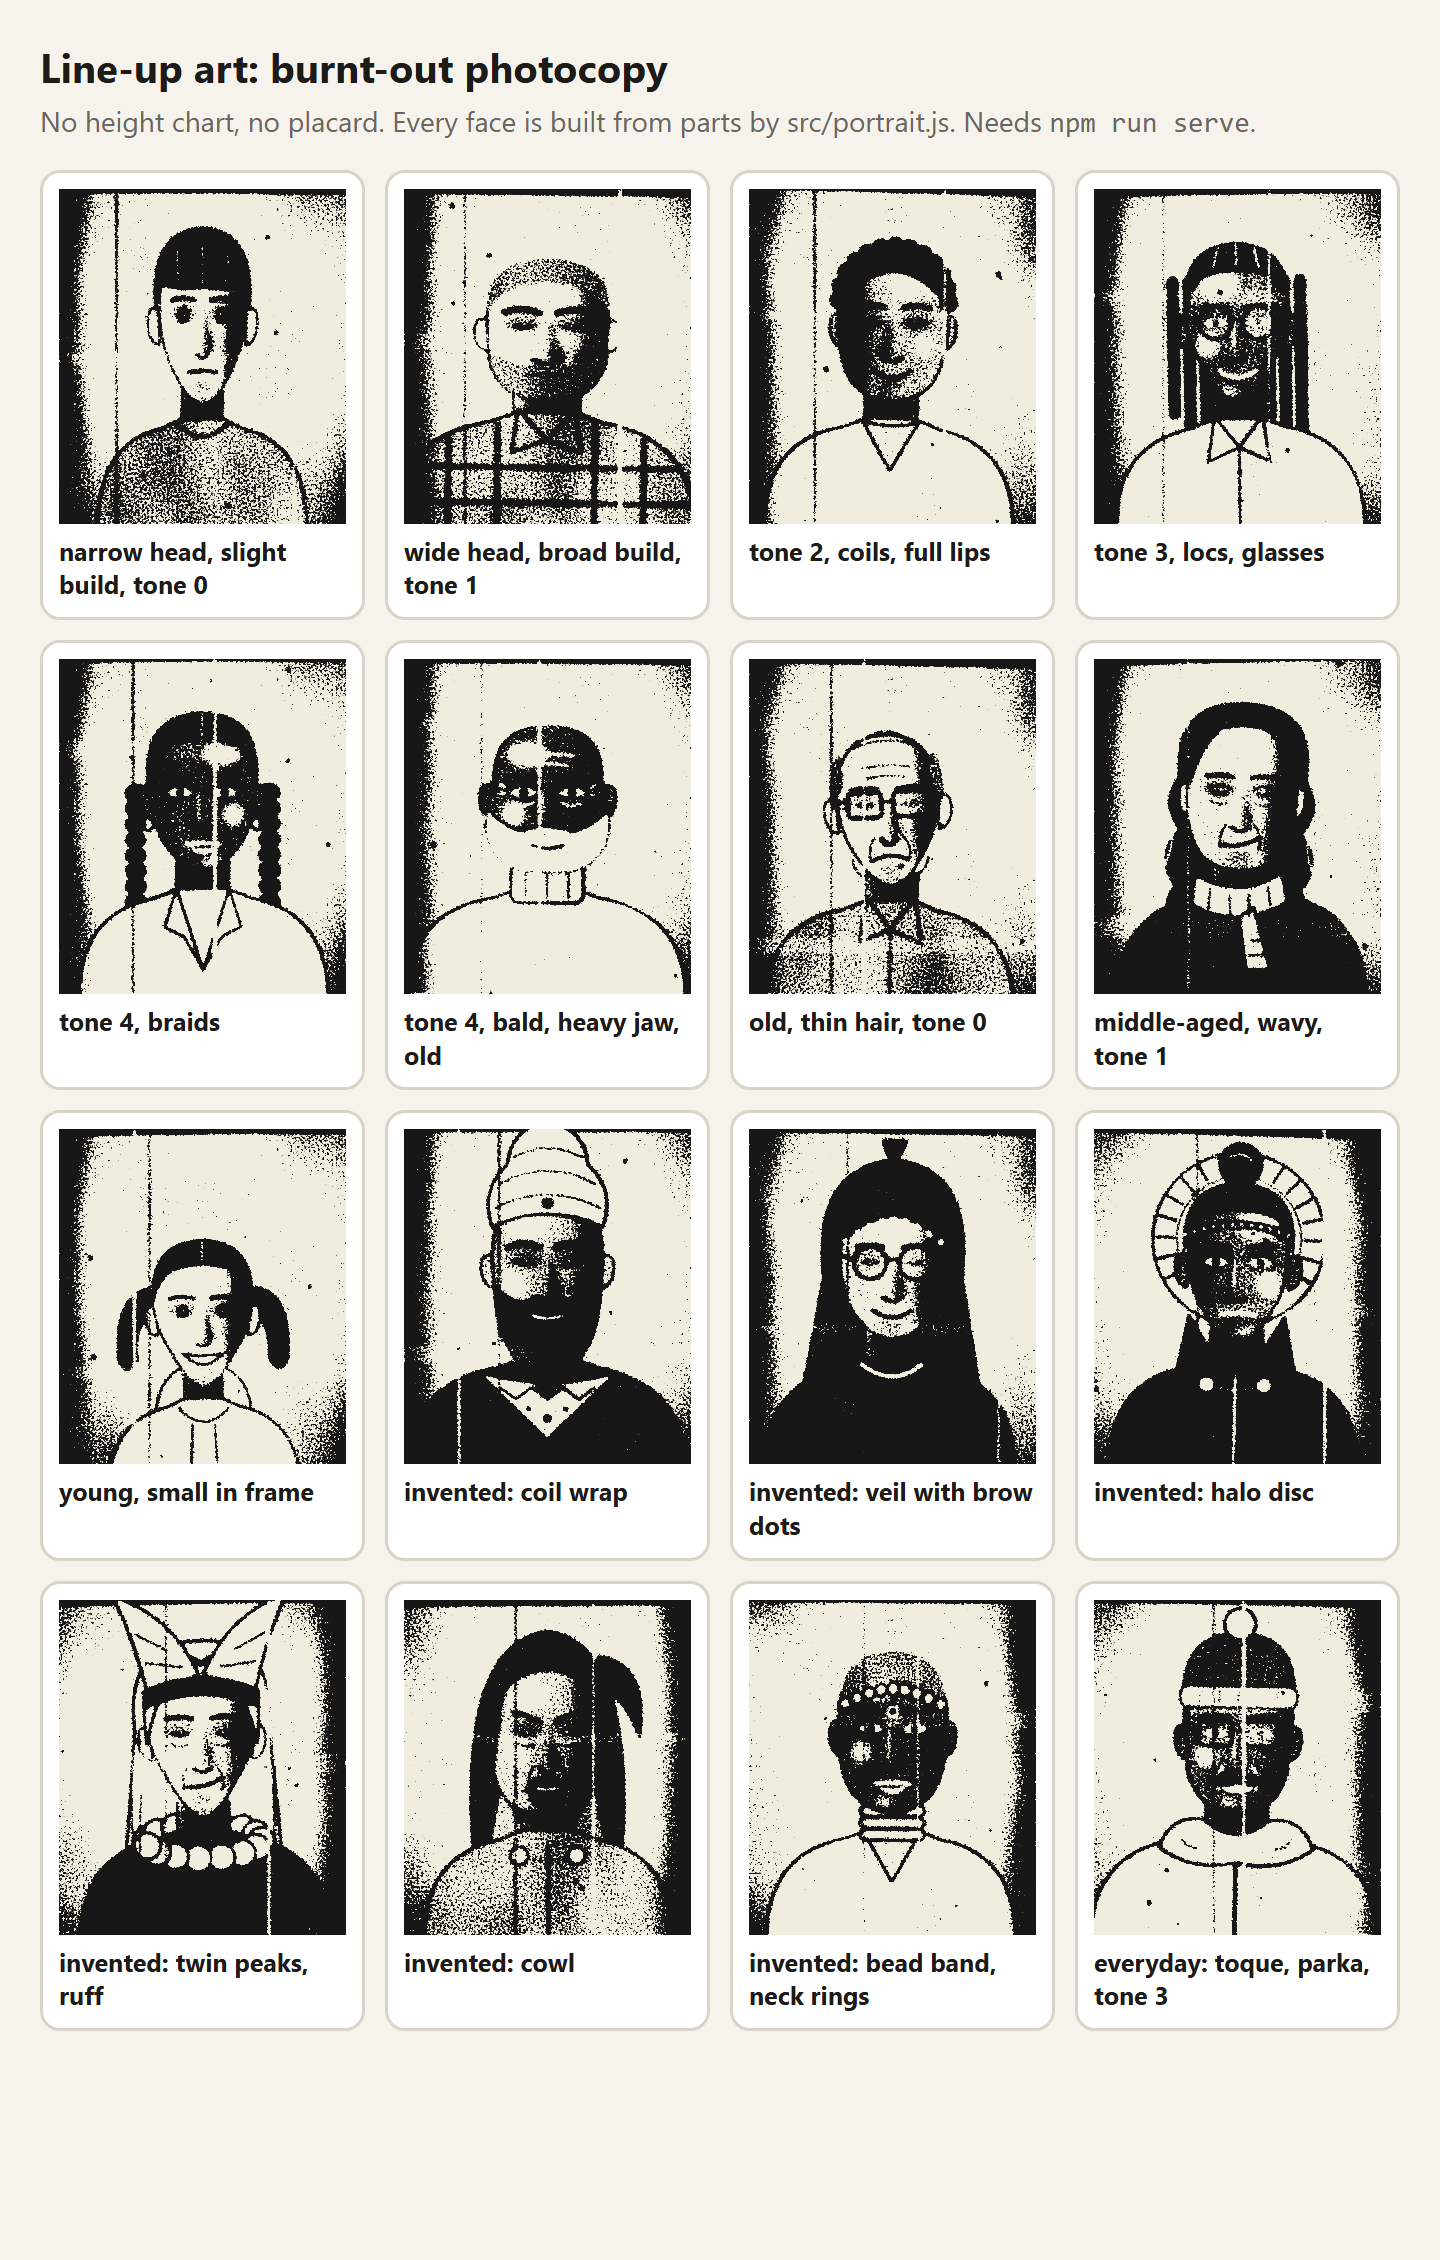 Line-up art: burnt-out photocopy
No height chart, no placard. Every face is built from parts by src/portrait.js. Needs npm run serve.
narrow head, slight
build, tone 0
wide head, broad build,
tone 1
tone 2, coils, full lips
tone 3, locs, glasses
tone 4, braids
tone 4, bald, heavy jaw,
old
old, thin hair, tone 0
middle-aged, wavy,
tone 1
young, small in frame
invented: coil wrap
invented: veil with brow
dots
invented: halo disc
invented: twin peaks,
ruff
invented: cowl
invented: bead band,
neck rings
everyday: toque, parka,
tone 3